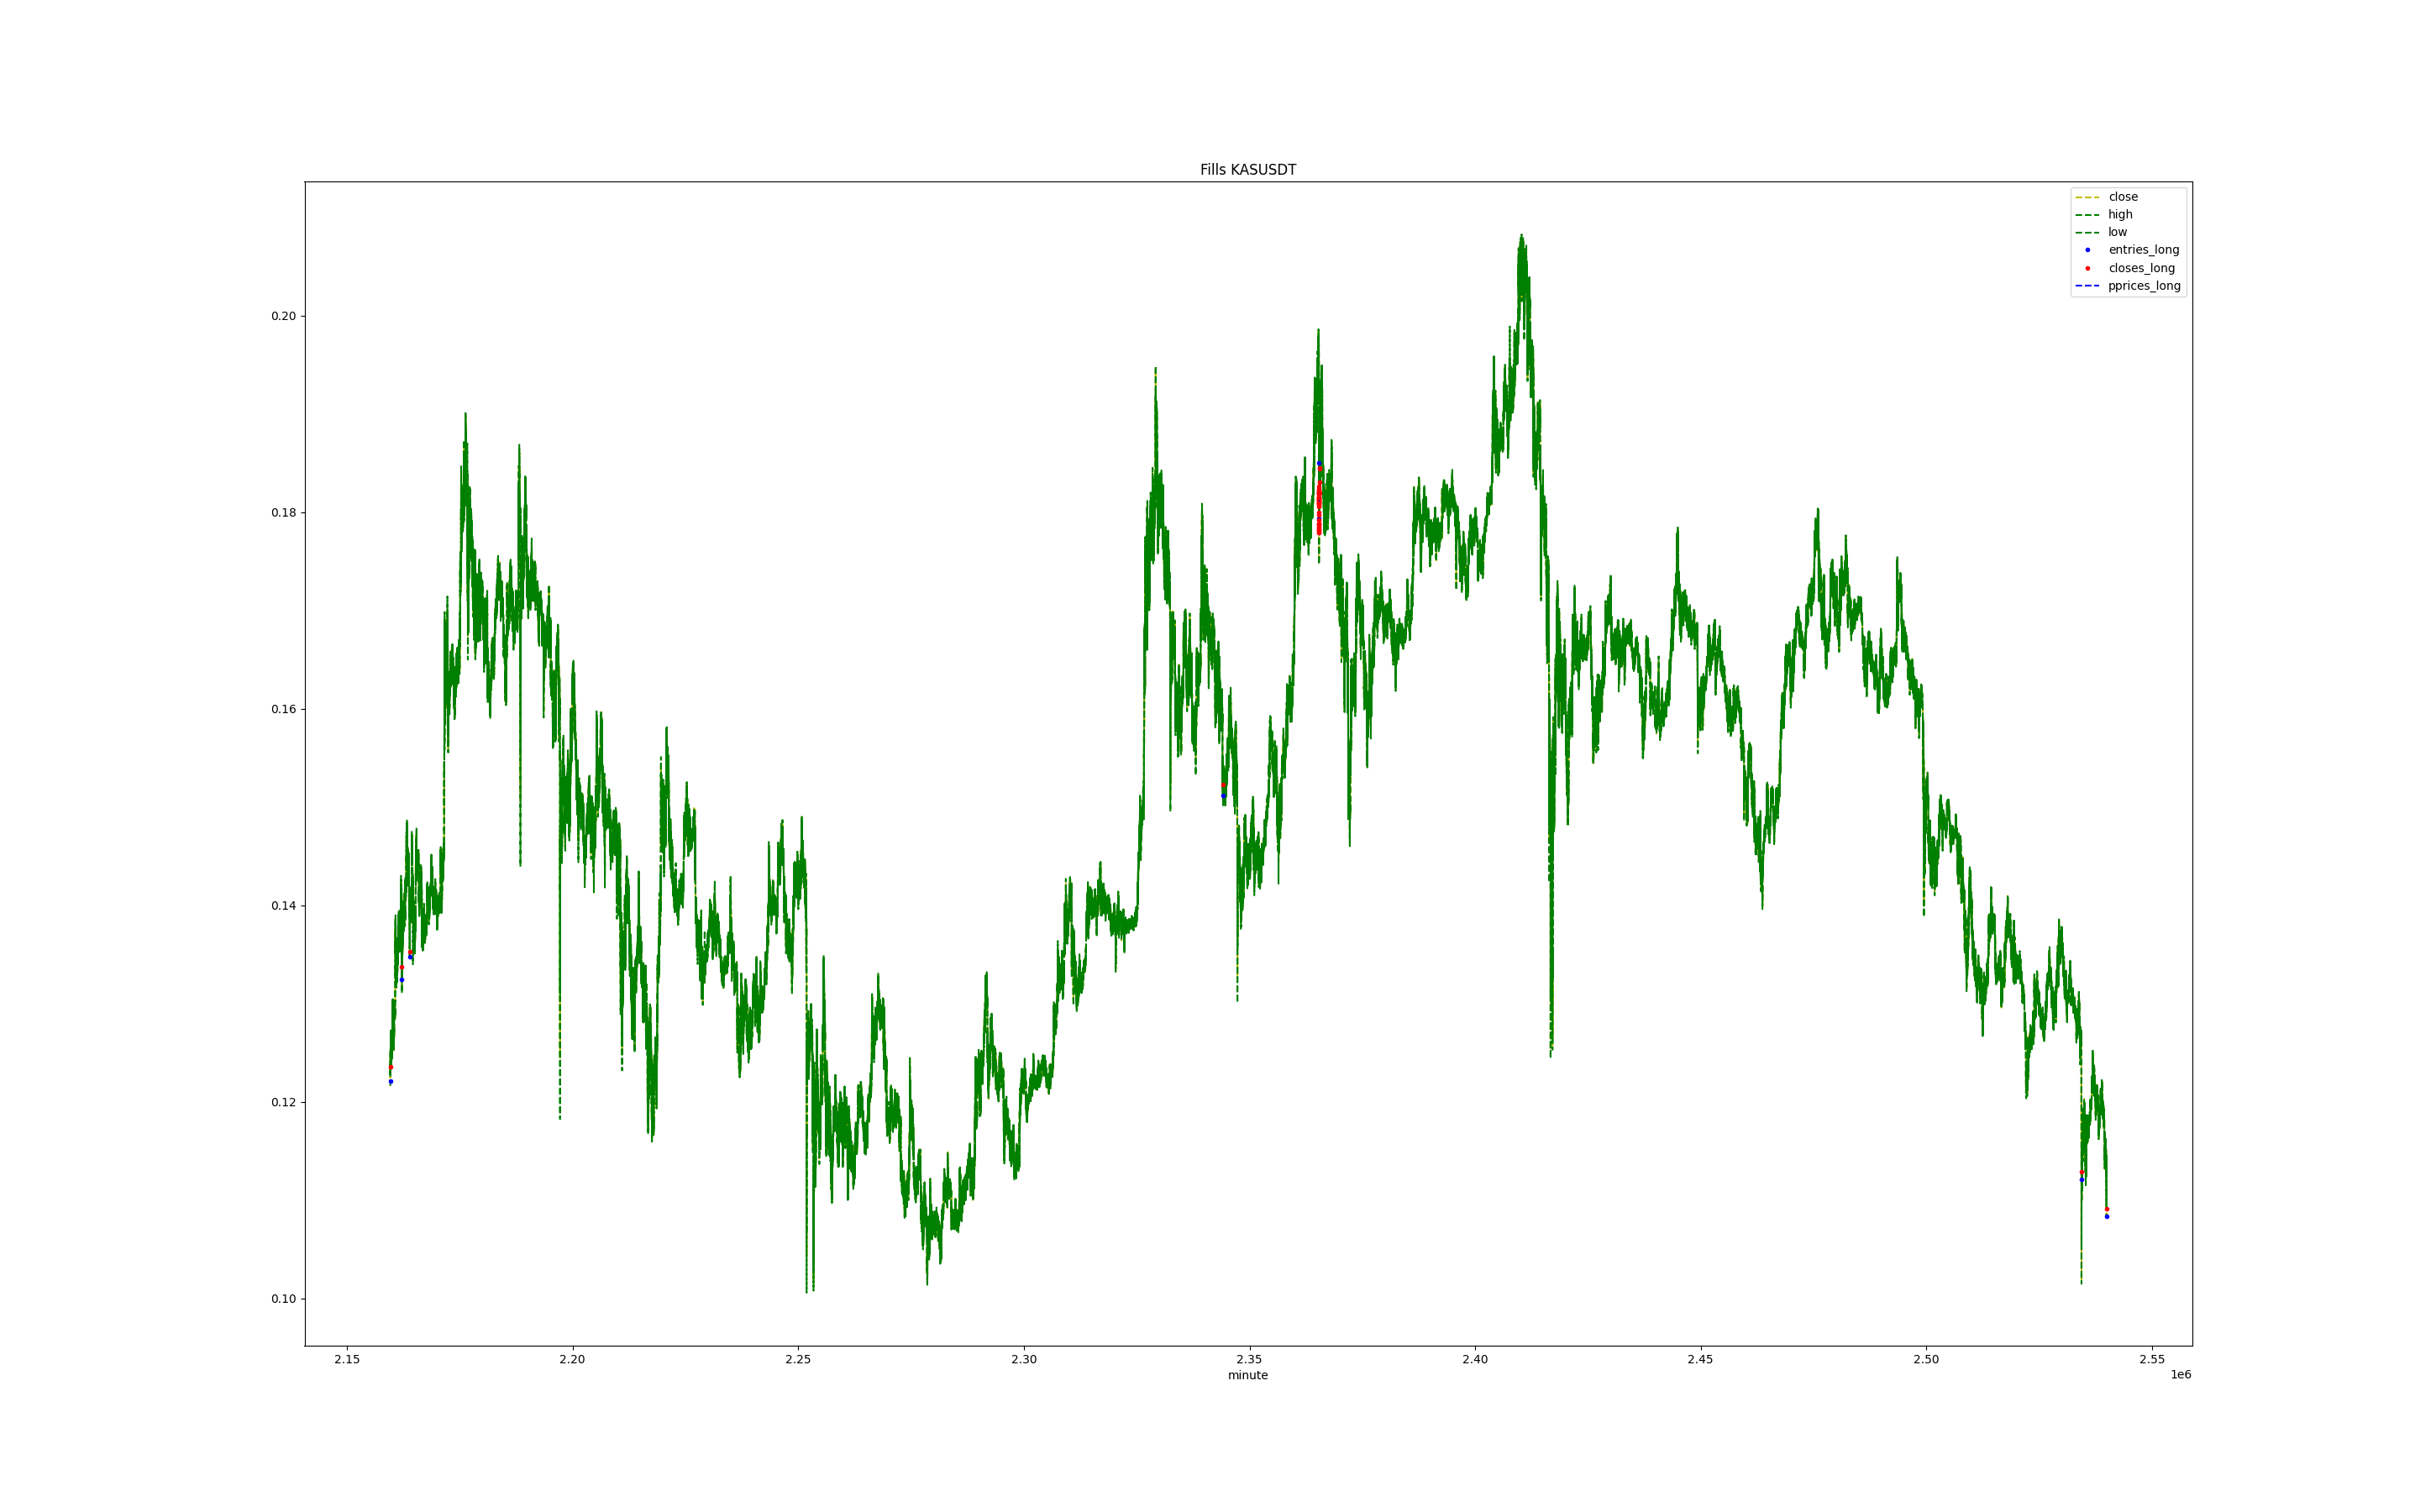 Fills KASUSDT
close
high
low
entries_long
closes_long
pprices_long
0.20
0.18
0.16
0.14
0.12
0.10
2.15 2.20 2.25 2.30 2.35 2.40 2.45 2.50 2.55
minute
1e6